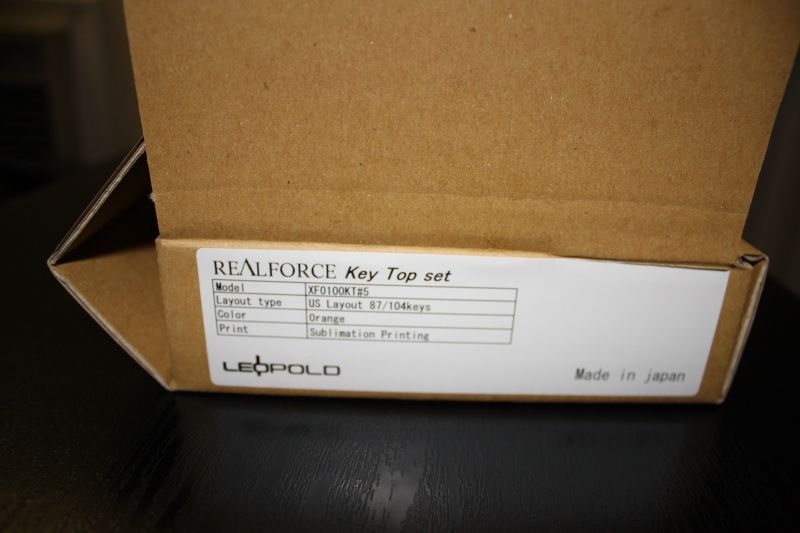 REALFORCE Key Top set
Model XF0100KT#5
Layout type US Layout 87/104keys
Color Orange
Print Sublimation Printing
LEOPOLD
Made in japan